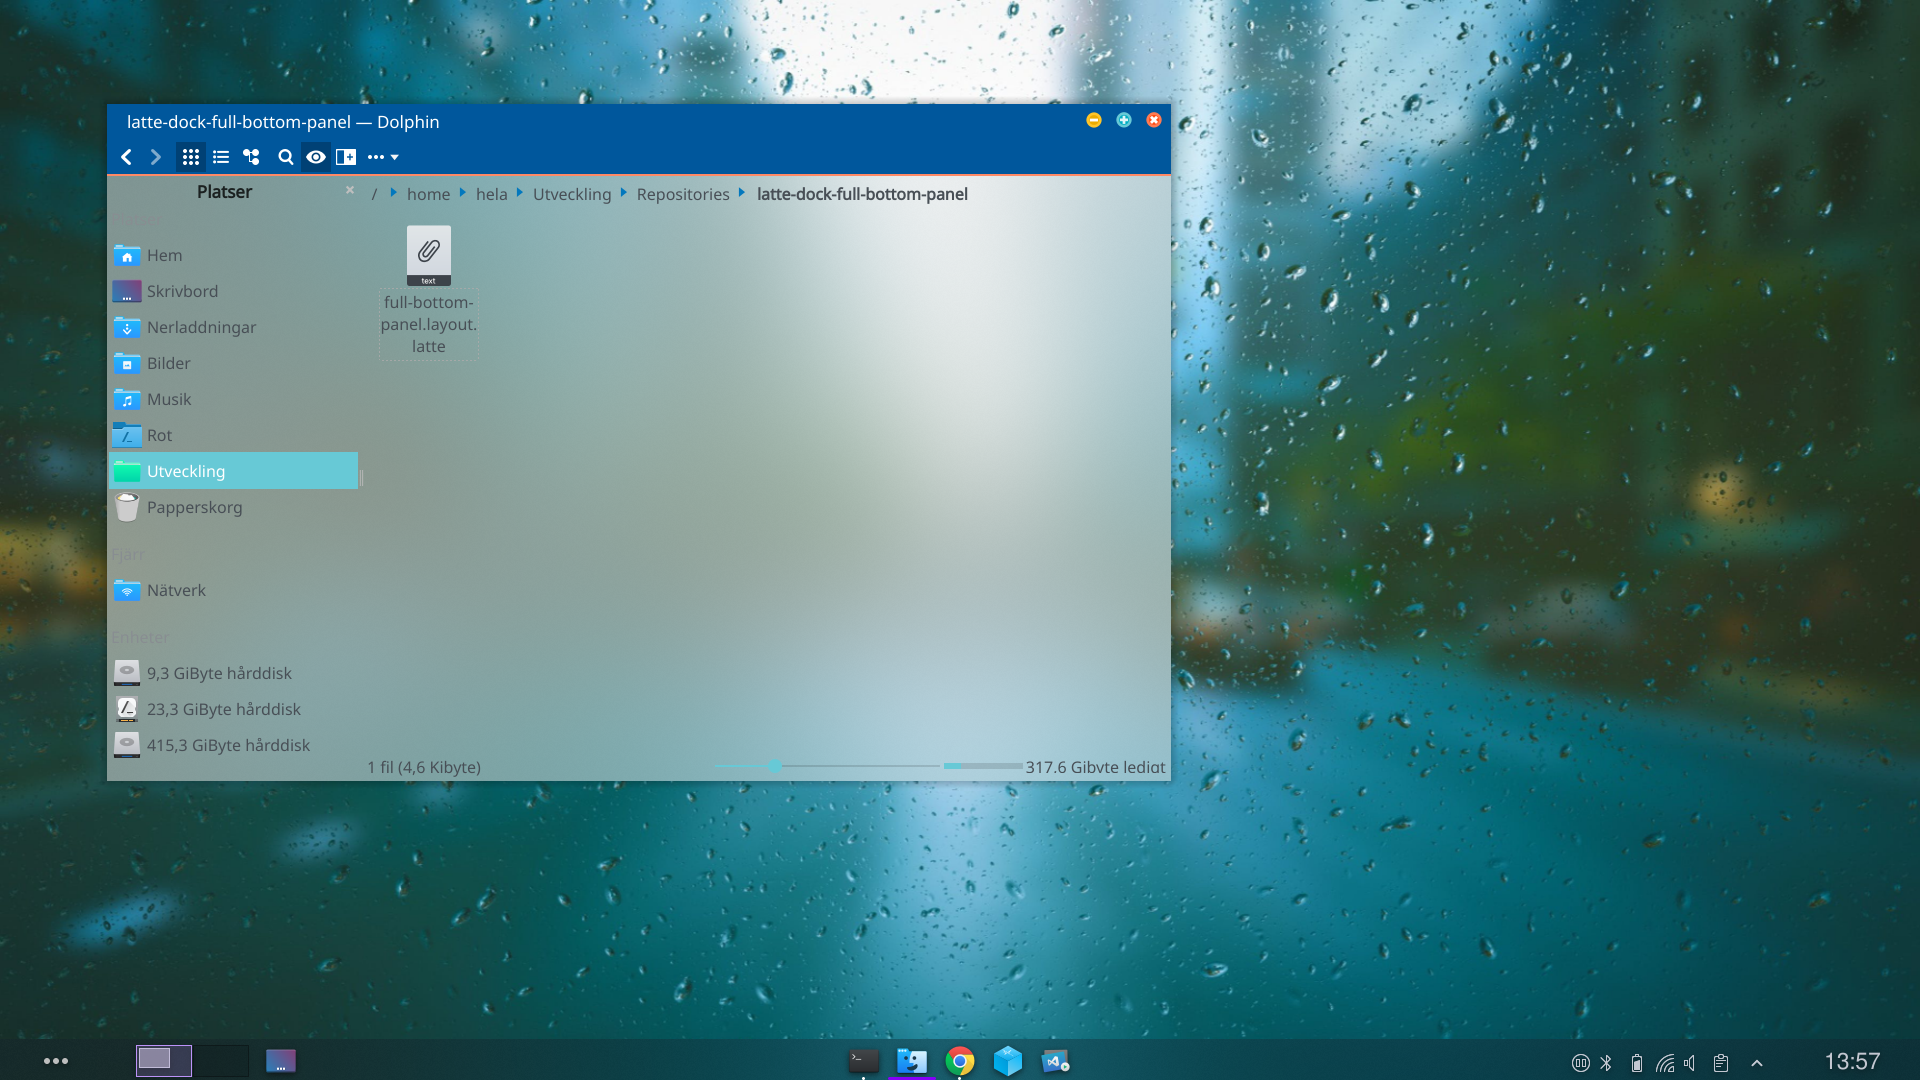 latte-dock-full-bottom-panel — Dolphin
Platser
/ home hela Utveckling Repositories latte-dock-full-bottom-panel
Hem
Skrivbord
Nerladdningar
Bilder
Musik
Rot
Utveckling
Papperskorg
Fjärr
Nätverk
Enheter
9,3 GiByte hårddisk
23,3 GiByte hårddisk
415,3 GiByte hårddisk
text
full-bottom-
panel.layout.
latte
1 fil (4,6 Kibyte)
317,6 Gibyte ledigt
13:57